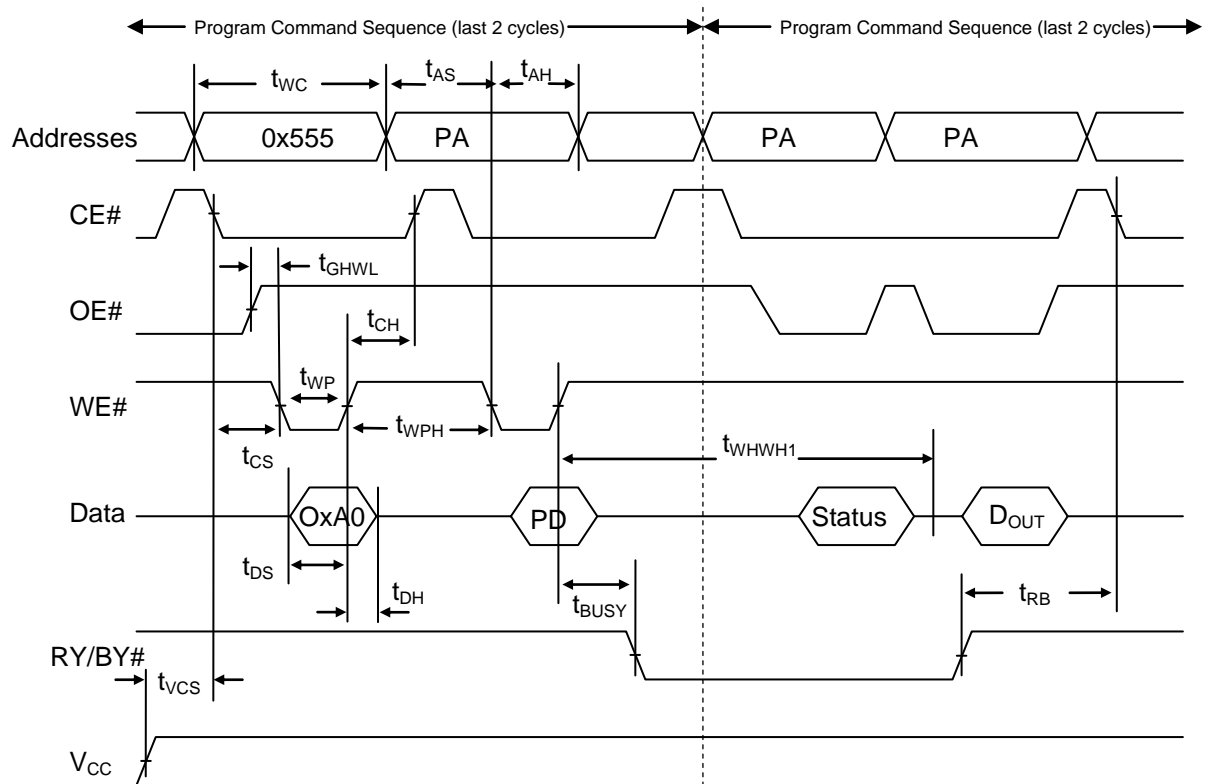 Program Command Sequence (last 2 cycles) Program Command Sequence (last 2 cycles)
tWC tAS tAH
Addresses 0x555 PA PA PA
CE#
tGHWL
OE#
tCH
tWP
WE#
tWPH
tCS tWHWH1
Data OxA0 PD Status DOUT
tDS tDH tBUSY tRB
RY/BY#
tVCS
VCC